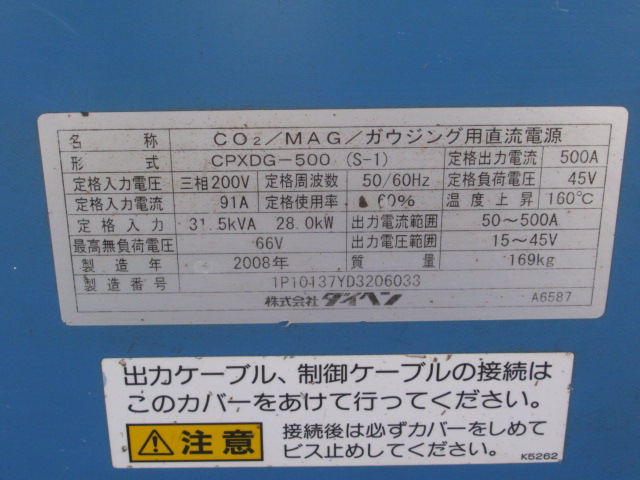 名称 CO2/MAG/ガウジング用直流電源
形式 CPXDG-500 (S-1) 定格出力電流 500A
定格入力電圧 三相200V 定格周波数 50/60Hz 定格負荷電圧 45V
定格入力電流 91A 定格使用率 60% 温度上昇 160℃
定格入力 31.5kVA 28.0kW 出力電流範囲 50~500A
最高無負荷電圧 66V 出力電圧範囲 15~45V
製造年 2008年 質量 169kg
製造番号 1P10137YD3206033
株式会社ダイヘン A6587
出力ケーブル、制御ケーブルの接続は
このカバーをあけて行ってください。
注意 接続後は必ずカバーをしめて
ビス止めしてください。 K5262